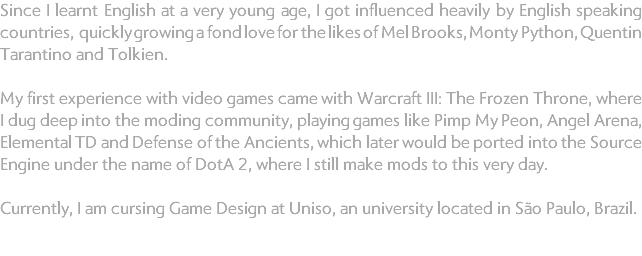 Since I learnt English at a very young age, I got influenced heavily by English speaking
countries, quickly growing a fond love for the likes of Mel Brooks, Monty Python, Quentin
Tarantino and Tolkien.

My first experience with video games came with Warcraft III: The Frozen Throne, where
I dug deep into the moding community, playing games like Pimp My Peon, Angel Arena,
Elemental TD and Defense of the Ancients, which later would be ported into the Source
Engine under the name of DotA 2, where I still make mods to this very day.

Currently, I am cursing Game Design at Uniso, an university located in São Paulo, Brazil.